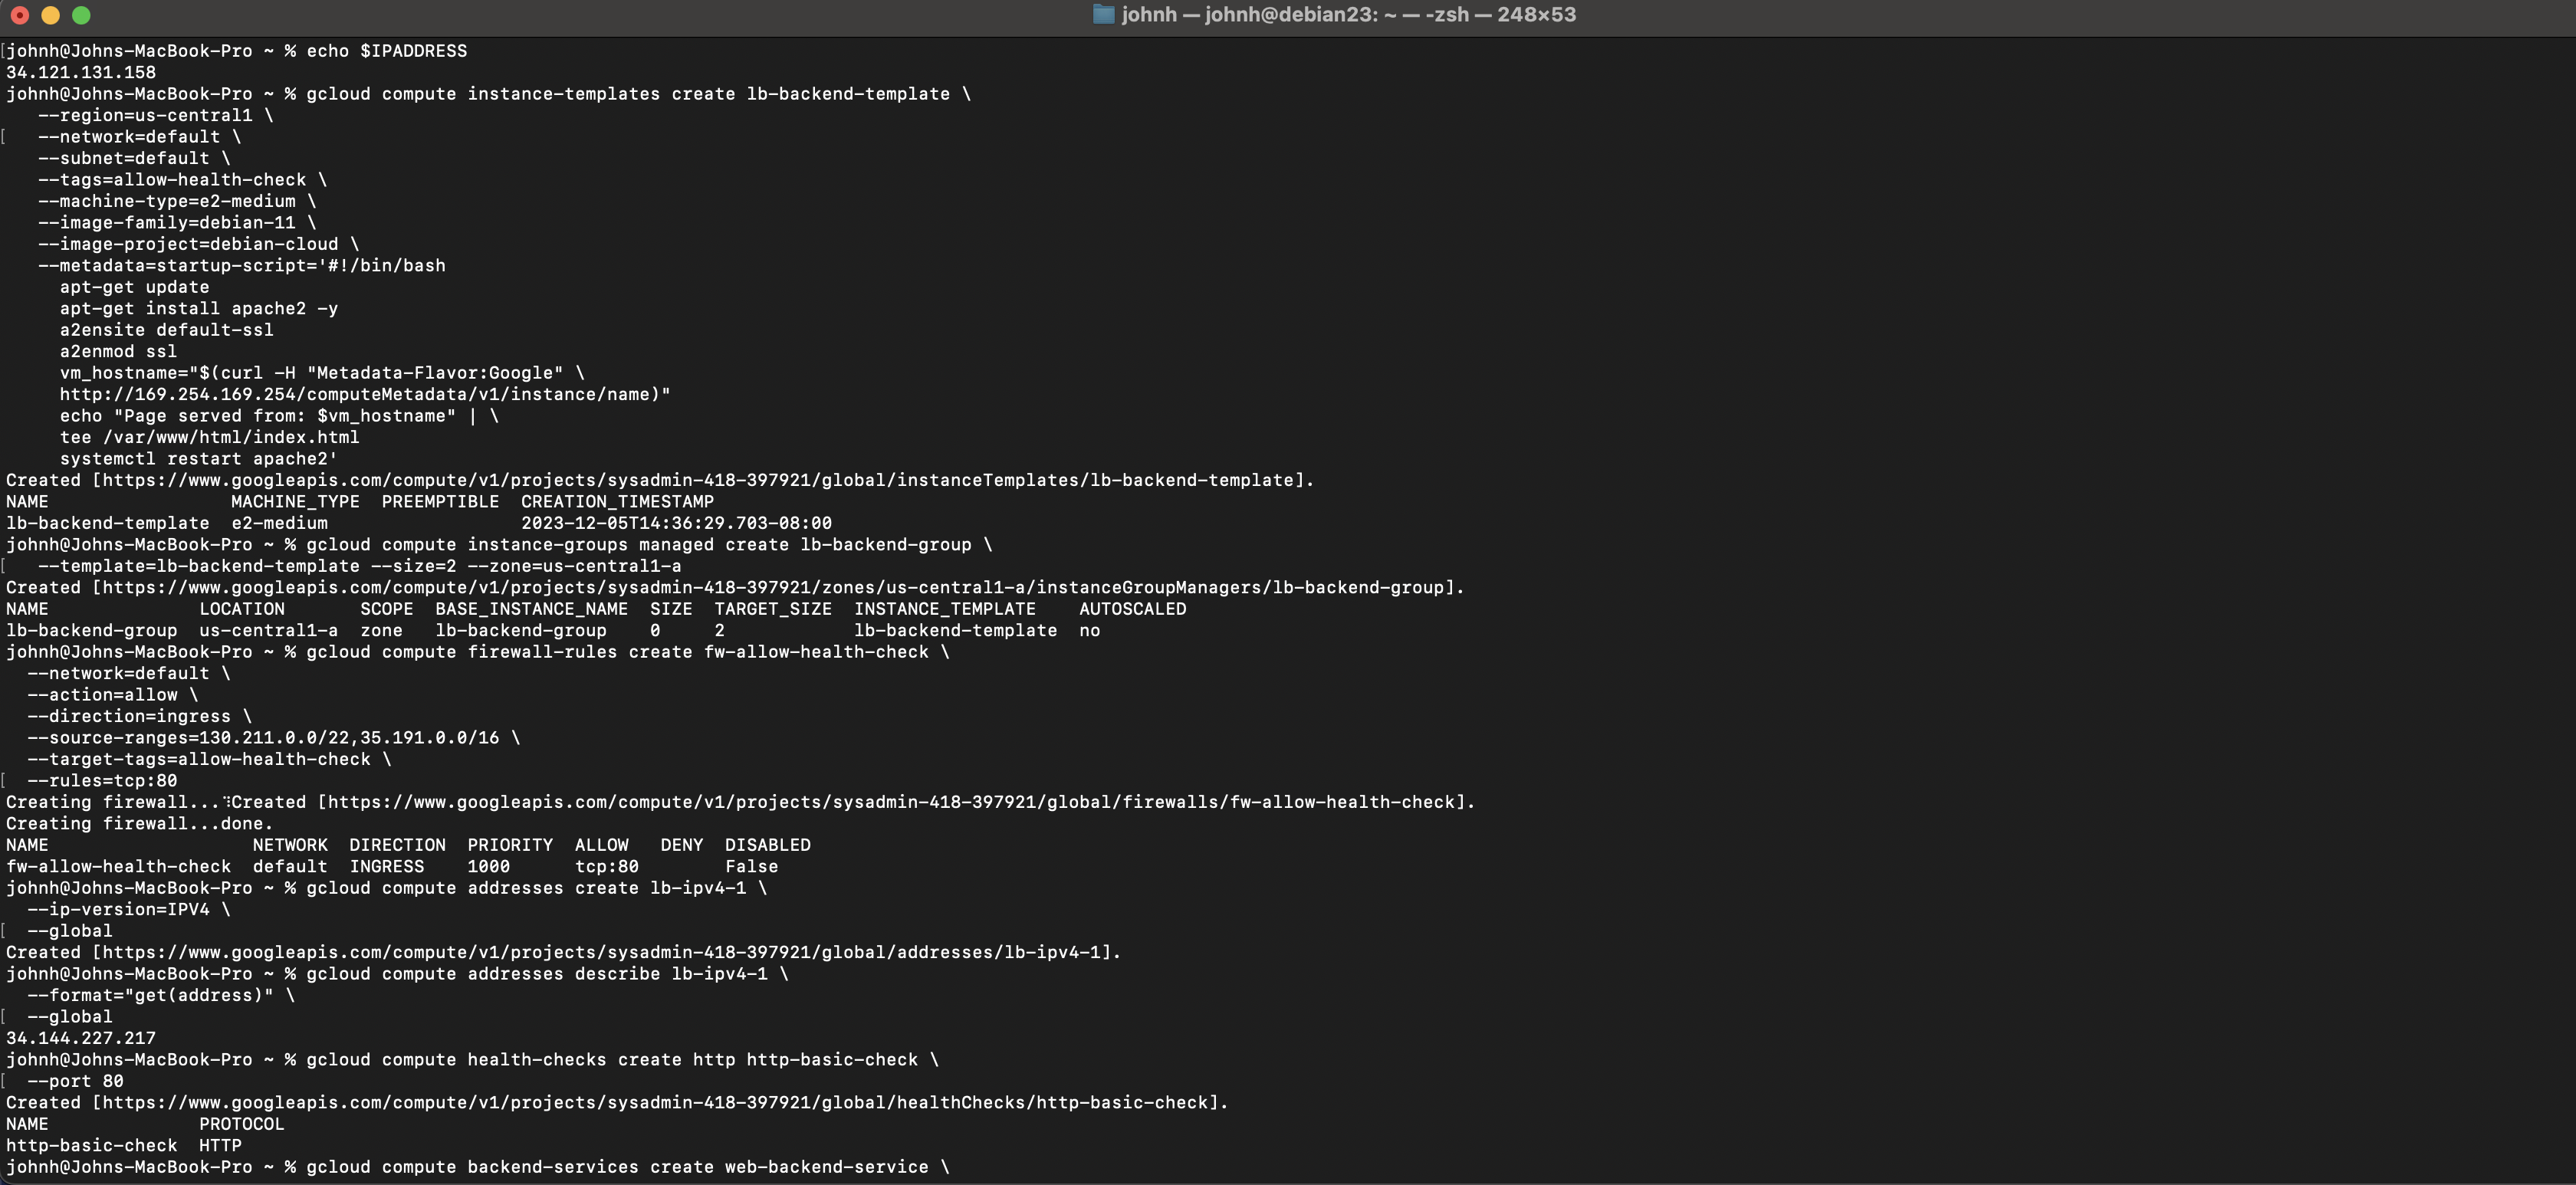 johnh — johnh@debian23: ~ — -zsh — 248×53
[johnh@Johns-MacBook-Pro ~ % echo $IPADDRESS
34.121.131.158
johnh@Johns-MacBook-Pro ~ % gcloud compute instance-templates create lb-backend-template \
   --region=us-central1 \
[   --network=default \
   --subnet=default \
   --tags=allow-health-check \
   --machine-type=e2-medium \
   --image-family=debian-11 \
   --image-project=debian-cloud \
   --metadata=startup-script='#!/bin/bash
     apt-get update
     apt-get install apache2 -y
     a2ensite default-ssl
     a2enmod ssl
     vm_hostname="$(curl -H "Metadata-Flavor:Google" \
     http://169.254.169.254/computeMetadata/v1/instance/name)"
     echo "Page served from: $vm_hostname" | \
     tee /var/www/html/index.html
     systemctl restart apache2'
Created [https://www.googleapis.com/compute/v1/projects/sysadmin-418-397921/global/instanceTemplates/lb-backend-template].
NAME                 MACHINE_TYPE  PREEMPTIBLE  CREATION_TIMESTAMP
lb-backend-template  e2-medium                  2023-12-05T14:36:29.703-08:00
johnh@Johns-MacBook-Pro ~ % gcloud compute instance-groups managed create lb-backend-group \
[   --template=lb-backend-template --size=2 --zone=us-central1-a
Created [https://www.googleapis.com/compute/v1/projects/sysadmin-418-397921/zones/us-central1-a/instanceGroupManagers/lb-backend-group].
NAME              LOCATION       SCOPE  BASE_INSTANCE_NAME  SIZE  TARGET_SIZE  INSTANCE_TEMPLATE    AUTOSCALED
lb-backend-group  us-central1-a  zone   lb-backend-group    0     2            lb-backend-template  no
johnh@Johns-MacBook-Pro ~ % gcloud compute firewall-rules create fw-allow-health-check \
  --network=default \
  --action=allow \
  --direction=ingress \
  --source-ranges=130.211.0.0/22,35.191.0.0/16 \
  --target-tags=allow-health-check \
[  --rules=tcp:80
Creating firewall...⠹Created [https://www.googleapis.com/compute/v1/projects/sysadmin-418-397921/global/firewalls/fw-allow-health-check].
Creating firewall...done.
NAME                   NETWORK  DIRECTION  PRIORITY  ALLOW   DENY  DISABLED
fw-allow-health-check  default  INGRESS    1000      tcp:80        False
johnh@Johns-MacBook-Pro ~ % gcloud compute addresses create lb-ipv4-1 \
  --ip-version=IPV4 \
[  --global
Created [https://www.googleapis.com/compute/v1/projects/sysadmin-418-397921/global/addresses/lb-ipv4-1].
johnh@Johns-MacBook-Pro ~ % gcloud compute addresses describe lb-ipv4-1 \
  --format="get(address)" \
[  --global
34.144.227.217
johnh@Johns-MacBook-Pro ~ % gcloud compute health-checks create http http-basic-check \
[  --port 80
Created [https://www.googleapis.com/compute/v1/projects/sysadmin-418-397921/global/healthChecks/http-basic-check].
NAME              PROTOCOL
http-basic-check  HTTP
johnh@Johns-MacBook-Pro ~ % gcloud compute backend-services create web-backend-service \